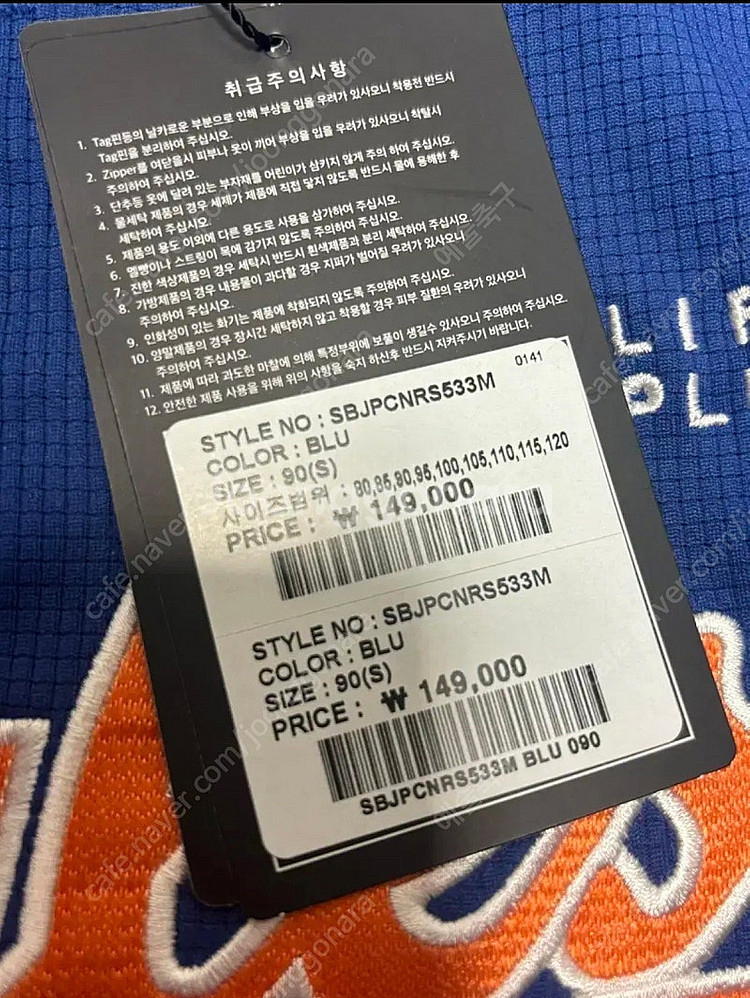 취급주의사항
1. Tag핀등의 날카로운 부분으로 인해 부상을 입을 우려가 있사오니 착용전 반드시
Tag핀을 분리하여 주십시오.
2. Zipper를 여닫을시 피부나 옷이 끼어 부상을 입을 우려가 있사오니 착탈시
주의하여 주십시오.
3. 단추등 옷에 달려 있는 부자재를 어린이가 삼키지 않게 주의 하여 주십시오.
4. 물세탁 제품의 경우 세제가 제품에 직접 닿지 않도록 반드시 물에 용해한 후
세탁하여 주십시오.
5. 제품의 용도 이외에 다른 용도로 사용을 삼가하여 주십시오.
6. 멜빵이나 스트링이 목에 감기지 않도록 주의하여 주십시오.
7. 진한 색상제품의 경우 세탁시 반드시 흰색제품과 분리 세탁하여 주십시오.
8. 가방제품의 경우 내용물이 과다할 경우 지퍼가 벌어질 우려가 있사오니
주의하여 주십시오.
9. 인화성이 있는 화기는 제품에 착화되지 않도록 주의하여 주십시오.
10. 양말제품의 경우 장시간 세탁하지 않고 착용할 경우 피부 질환의 우려가 있사오니
주의하여 주십시오.
11. 제품에 따라 과도한 마찰에 의해 특정부위에 보풀이 생길수 있사오니 주의하여 주십시오.
12. 안전한 제품 사용을 위해 위의 사항을 숙지 하신후 반드시 지켜주시기 바랍니다.
0141
STYLE NO : SBJPCNRS533M
COLOR : BLU
SIZE : 90(S)
사이즈범위 : 80,85,90,95,100,105,110,115,120
PRICE : ₩ 149,000
STYLE NO : SBJPCNRS533M
COLOR : BLU
SIZE : 90(S)
PRICE : ₩ 149,000
SBJPCNRS533M BLU 090
LIF
PL
cafe.naver.com/joonggonara